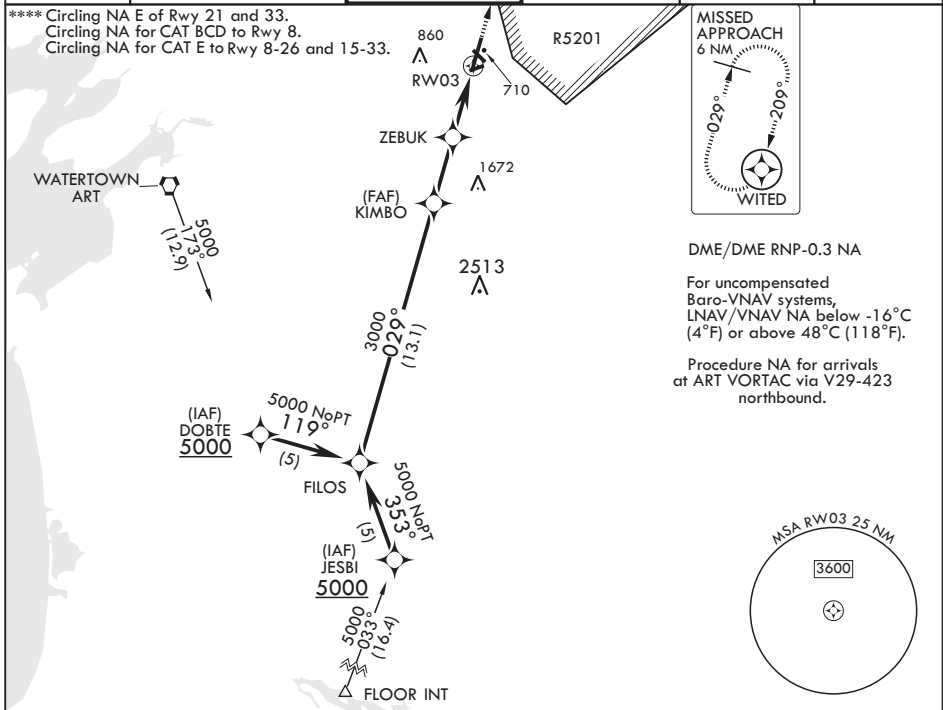 **** Circling NA E of Rwy 21 and 33.
Circling NA for CAT BCD to Rwy 8.
Circling NA for CAT E to Rwy 8-26 and 15-33.
860
RW03
710
R5201
MISSED
APPROACH
6 NM
029°
209°
WITED
ZEBUK
1672
(FAF)
KIMBO
WATERTOWN
ART
5000
173°
(12.9)
2513
3000
029°
(13.1)
DME/DME RNP-0.3 NA
For uncompensated
Baro-VNAV systems,
LNAV/VNAV NA below -16°C
(4°F) or above 48°C (118°F).
Procedure NA for arrivals
at ART VORTAC via V29-423
northbound.
(IAF)
DOBTE
5000
5000 NoPT
119°
(5)
FILOS
5000 NoPT
353°
(5)
(IAF)
JESBI
5000
5000
033°
(16.4)
FLOOR INT
MSA RW03 25 NM
3600